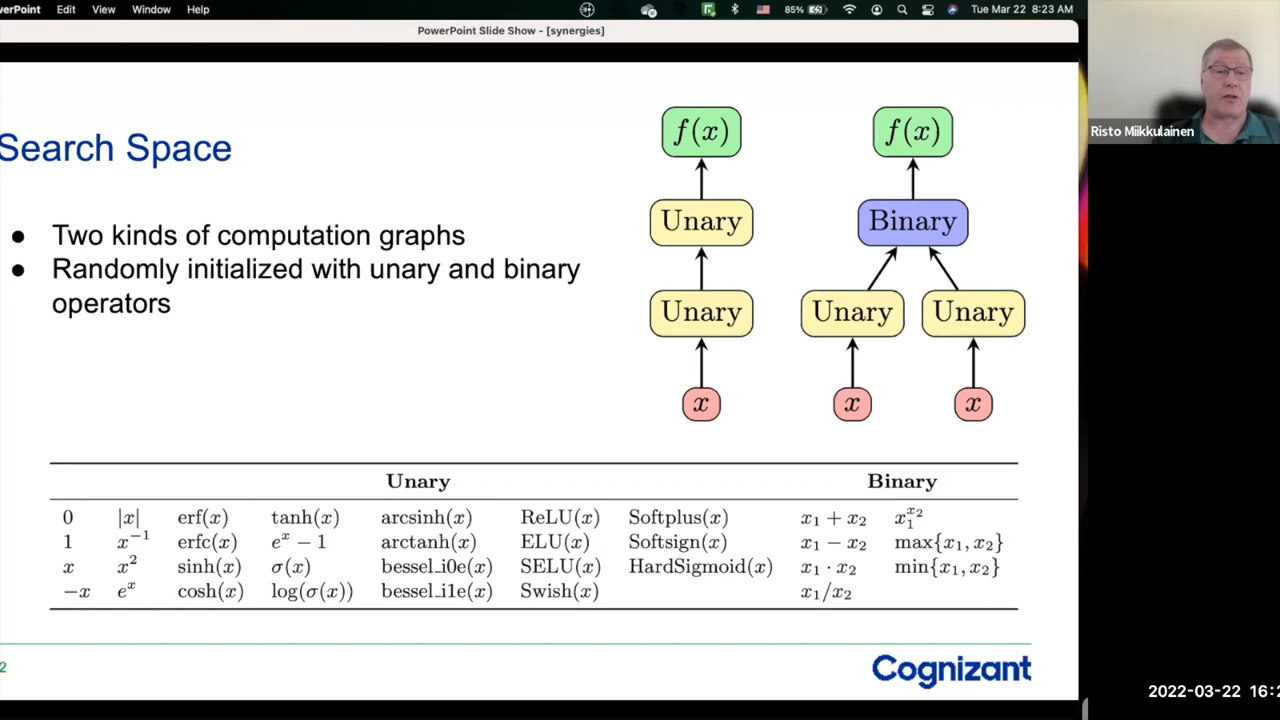 PowerPoint Edit View Window Help 85% Tue Mar 22 8:23 AM
PowerPoint Slide Show - [synergies]
Risto Miikkulainen
Search Space
● Two kinds of computation graphs
● Randomly initialized with unary and binary
operators
f(x) f(x)
Unary Binary
Unary Unary Unary
x x x
Unary Binary
0 |x| erf(x) tanh(x) arcsinh(x) ReLU(x) Softplus(x) x₁ + x₂ x₁^x₂
1 x⁻¹ erfc(x) eˣ − 1 arctanh(x) ELU(x) Softsign(x) x₁ − x₂ max{x₁, x₂}
x x² sinh(x) σ(x) bessel_i0e(x) SELU(x) HardSigmoid(x) x₁ · x₂ min{x₁, x₂}
−x eˣ cosh(x) log(σ(x)) bessel_i1e(x) Swish(x) x₁/x₂
2
Cognizant
2022-03-22 16:2